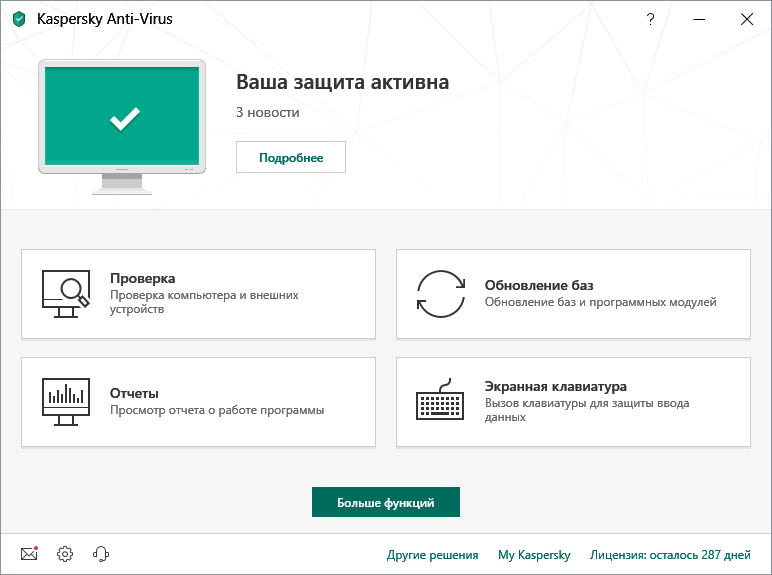 Kaspersky Anti-Virus
?
Ваша защита активна
3 новости
Подробнее
Проверка
Проверка компьютера и внешних
устройств
Обновление баз
Обновление баз и программных модулей
Отчеты
Просмотр отчета о работе программы
Экранная клавиатура
Вызов клавиатуры для защиты ввода
данных
Больше функций
Другие решения
My Kaspersky
Лицензия: осталось 287 дней